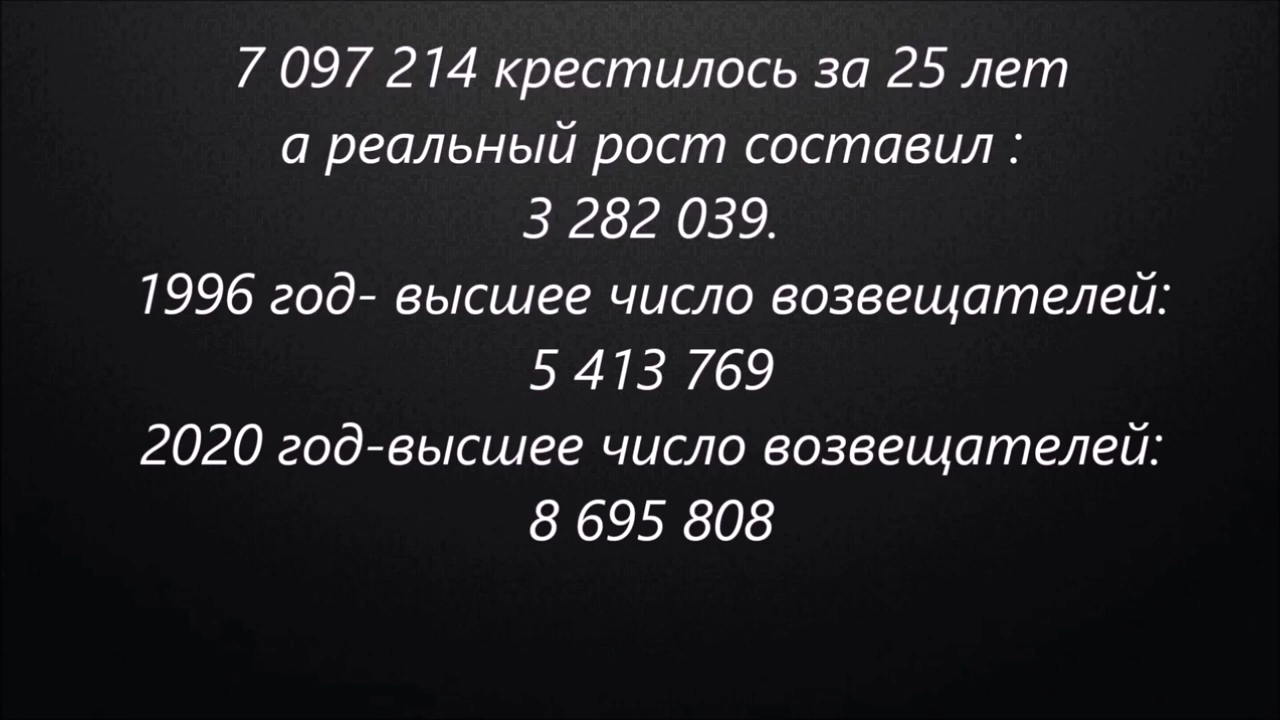 7 097 214 крестилось за 25 лет
а реальный рост составил :
3 282 039.
1996 год- высшее число возвещателей:
5 413 769
2020 год-высшее число возвещателей:
8 695 808